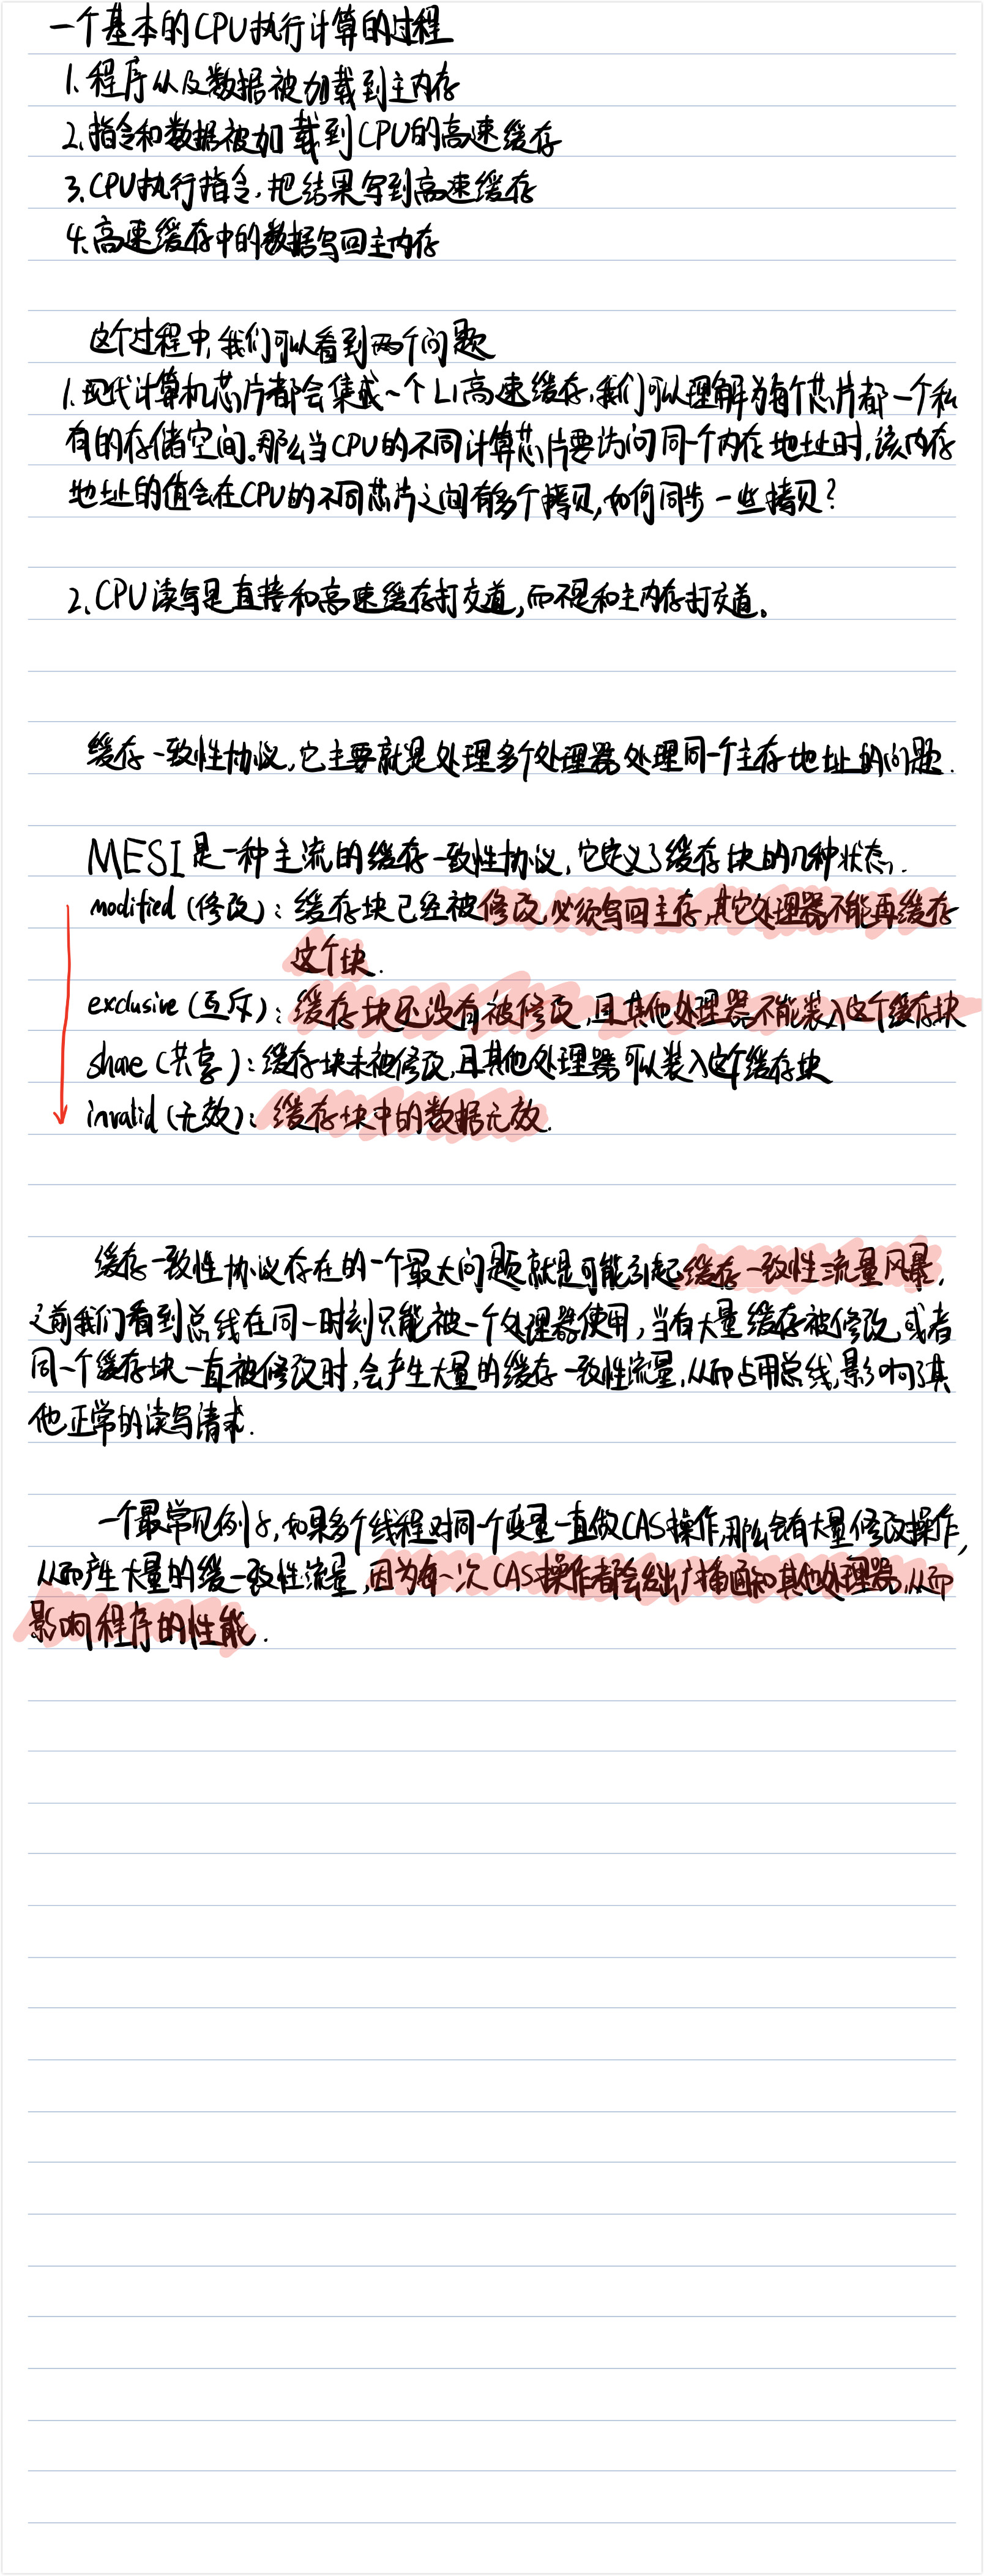 一个基本的CPU执行计算的过程
1.程序以及数据被加载到主内存
2.指令和数据被加载到CPU的高速缓存
3.CPU执行指令,把结果写到高速缓存
4.高速缓存中的数据写回主内存
这个过程中,我们可以看到两个问题
1.现代计算机芯片都会集成一个L1高速缓存,我们可以理解为每个芯片都一个私
有的存储空间。那么当CPU的不同计算芯片要访问同一个内存地址时,该内存
地址的值会在CPU的不同芯片之间有多个拷贝,如何同步一些拷贝?
2、CPU读写是直接和高速缓存打交道,而不是和主内存打交道。
缓存一致性协议,它主要就是处理多个处理器处理同一个主存地址的问题.
MESI是一种主流的缓存一致性协议,它定义了缓存块的几种状态.
modified(修改):缓存块已经被修改,必须写回主存,其它处理器不能再缓存
这个块.
exclusive(互斥):缓存块还没有被修改,且其他处理器不能装入这个缓存块
share(共享):缓存块未被修改,且其他处理器可以装入这个缓存块
invalid(无效):缓存块中的数据无效.
缓存一致性协议存在的一个最大问题就是可能引起缓存一致性流量风暴,
之前我们看到总线在同一时刻只能被一个处理器使用,当有大量缓存被修改,或者
同一个缓存块一直被修改时,会产生大量的缓存一致性流量,从而占用总线,影响了其
他正常的读写请求.
一个最常见例子,如果多个线程对同一个变量一直做CAS操作,那么会有大量修改操作,
从而产生大量的缓一致性流量,因为每一次CAS操作都会发出广播通知其他处理器,从而
影响程序的性能.